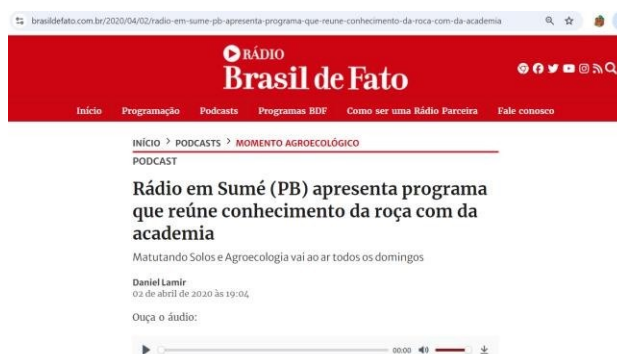 brasildefato.com.br/2020/04/02/radio-em-sume-pb-apresenta-programa-que-reune-conhecimento-da-roca-com-da-academia
RÁDIO
Brasil de Fato
Início Programação Podcasts Programas BDF Como ser uma Rádio Parceira Fale conosco
INÍCIO > PODCASTS > MOMENTO AGROECOLÓGICO
PODCAST
Rádio em Sumé (PB) apresenta programa
que reúne conhecimento da roça com da
academia
Matutando Solos e Agroecologia vai ao ar todos os domingos
Daniel Lamir
02 de abril de 2020 às 19:04
Ouça o áudio:
00:00